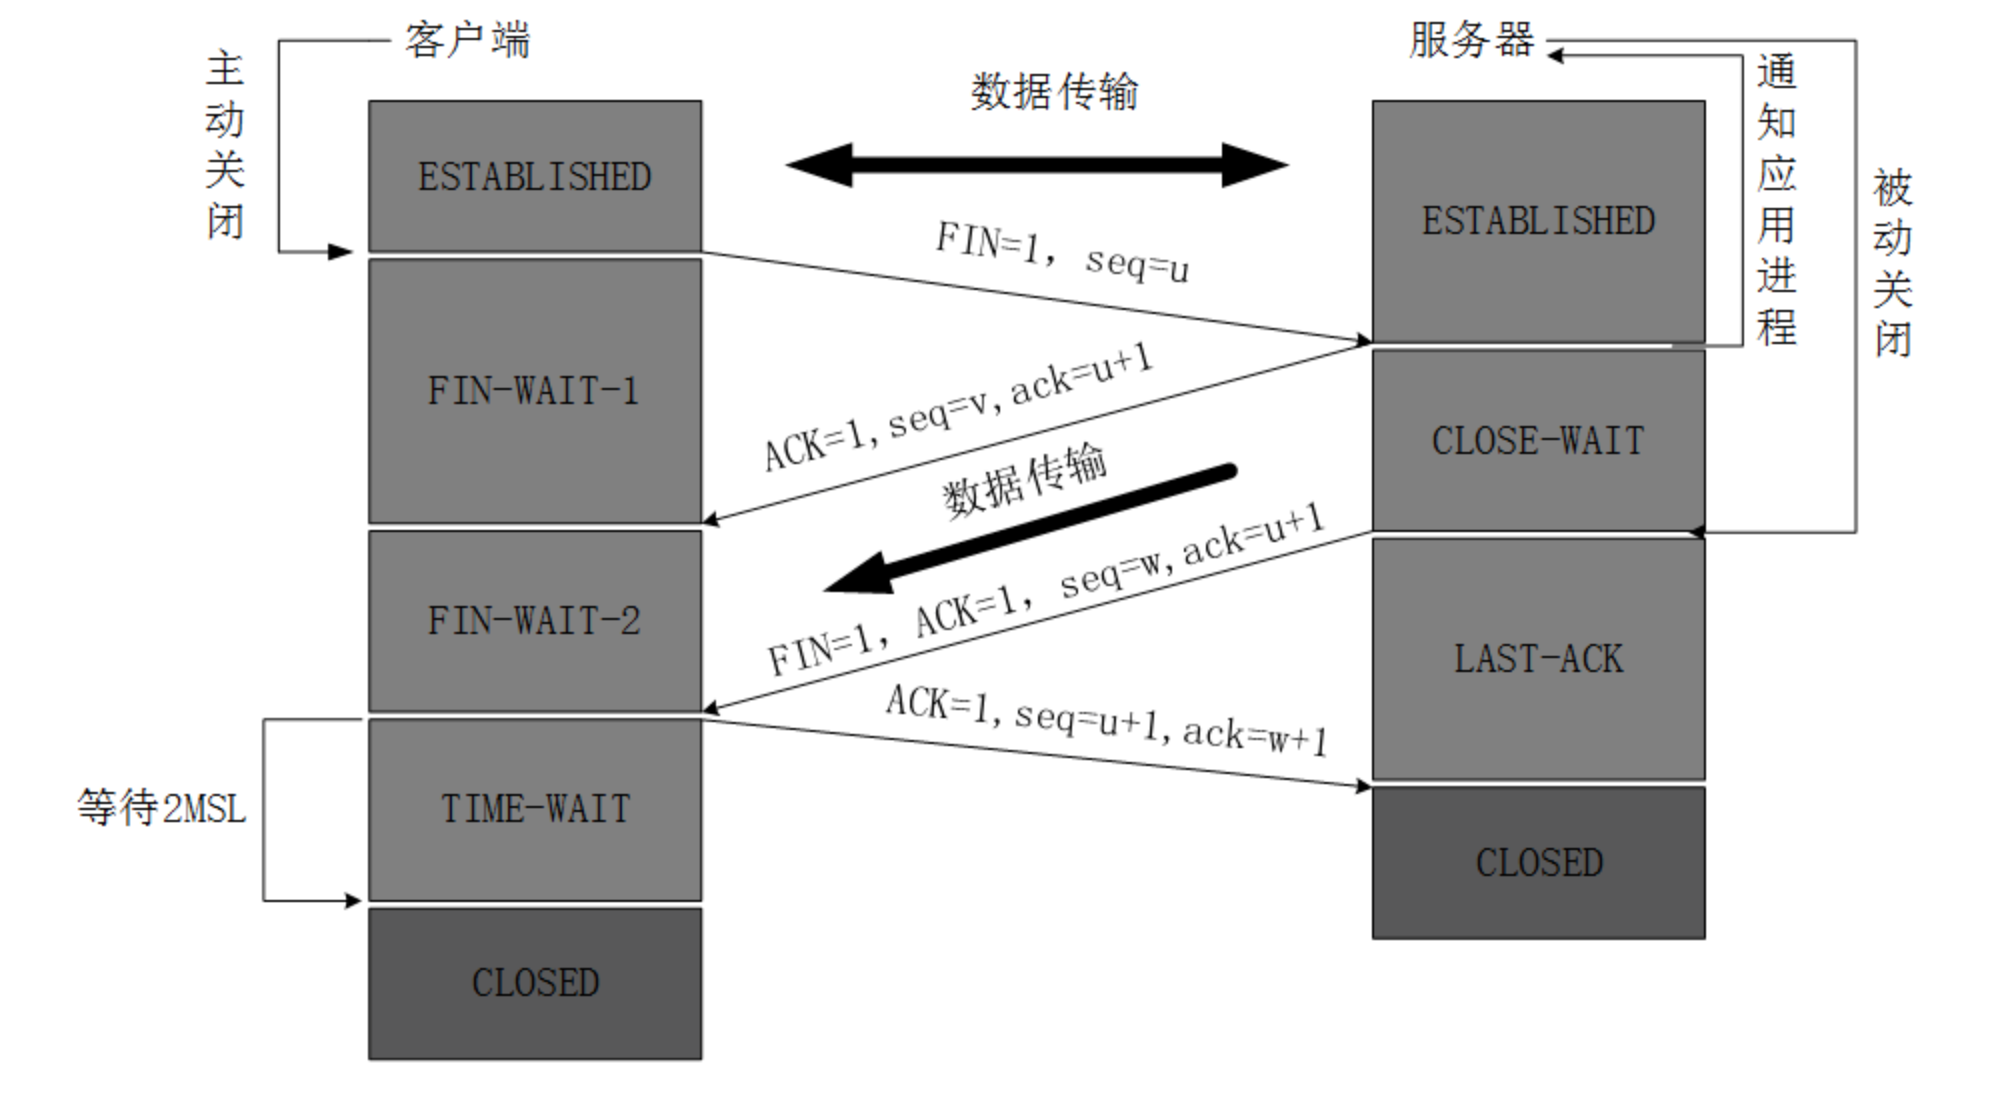 客户端
服务器
主动关闭
数据传输
通知应用进程
被动关闭
ESTABLISHED
ESTABLISHED
FIN=1, seq=u
FIN-WAIT-1
ACK=1,seq=v,ack=u+1
CLOSE-WAIT
数据传输
FIN-WAIT-2
FIN=1, ACK=1, seq=w,ack=u+1
LAST-ACK
ACK=1,seq=u+1,ack=w+1
等待2MSL
TIME-WAIT
CLOSED
CLOSED